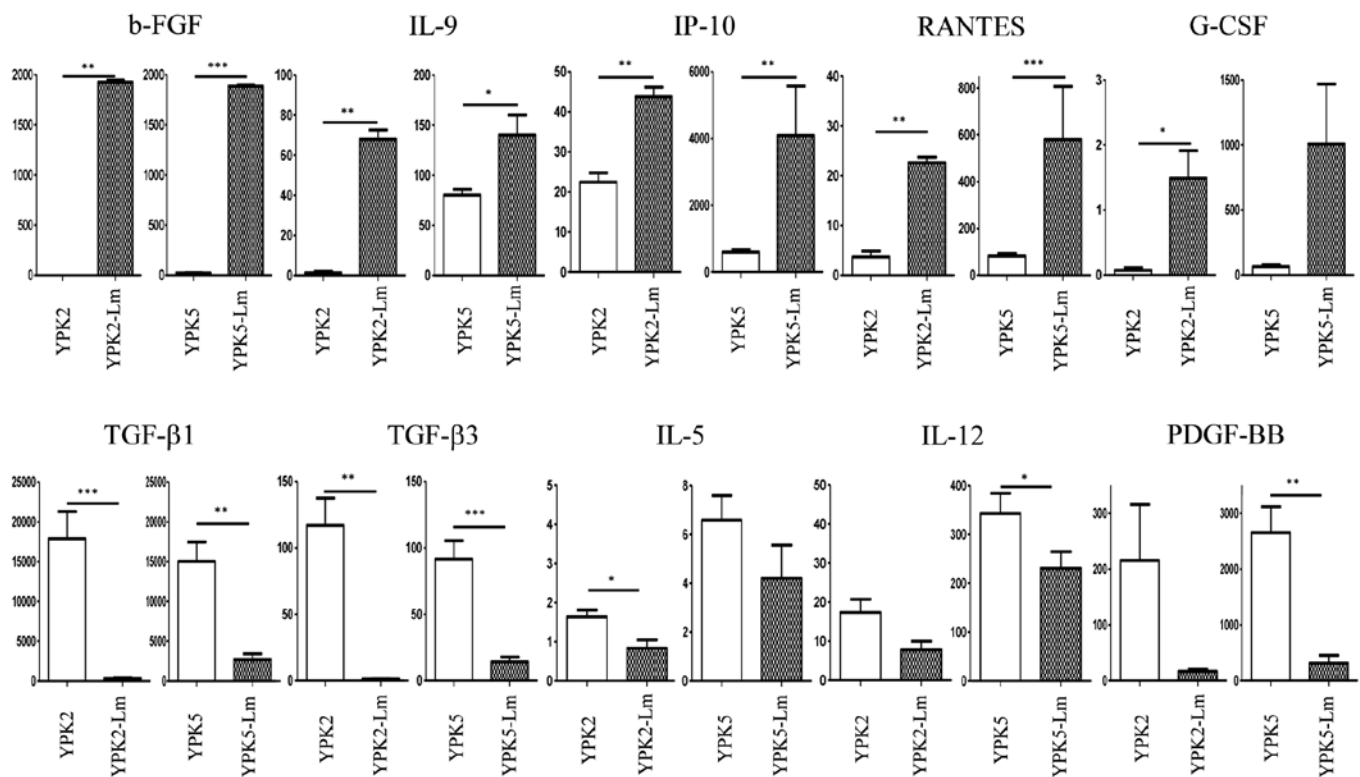 b-FGF
2000
1500
1000
500
0
**
YPK2
YPK2-Lm
2000
1500
1000
500
0
***
YPK5
YPK5-Lm
IL-9
100
80
60
40
20
0
**
YPK2
YPK2-Lm
200
150
100
50
0
*
YPK5
YPK5-Lm
IP-10
50
40
30
20
10
0
**
YPK2
YPK2-Lm
6000
4000
2000
0
**
YPK5
YPK5-Lm
RANTES
40
30
20
10
0
**
YPK2
YPK2-Lm
800
600
400
200
0
***
YPK5
YPK5-Lm
G-CSF
3
2
1
0
*
YPK2
YPK2-Lm
1500
1000
500
0
YPK5
YPK5-Lm
TGF-β1
25000
20000
15000
10000
5000
0
***
YPK2
YPK2-Lm
25000
20000
15000
10000
5000
0
**
YPK5
YPK5-Lm
TGF-β3
150
100
50
0
**
YPK2
YPK2-Lm
150
100
50
0
***
YPK5
YPK5-Lm
IL-5
5
4
3
2
1
0
*
YPK2
YPK2-Lm
8
6
4
2
0
YPK5
YPK5-Lm
IL-12
50
40
30
20
10
0
YPK2
YPK2-Lm
400
300
200
100
0
*
YPK5
YPK5-Lm
PDGF-BB
300
200
100
0
YPK2
YPK2-Lm
3000
2000
1000
0
**
YPK5
YPK5-Lm